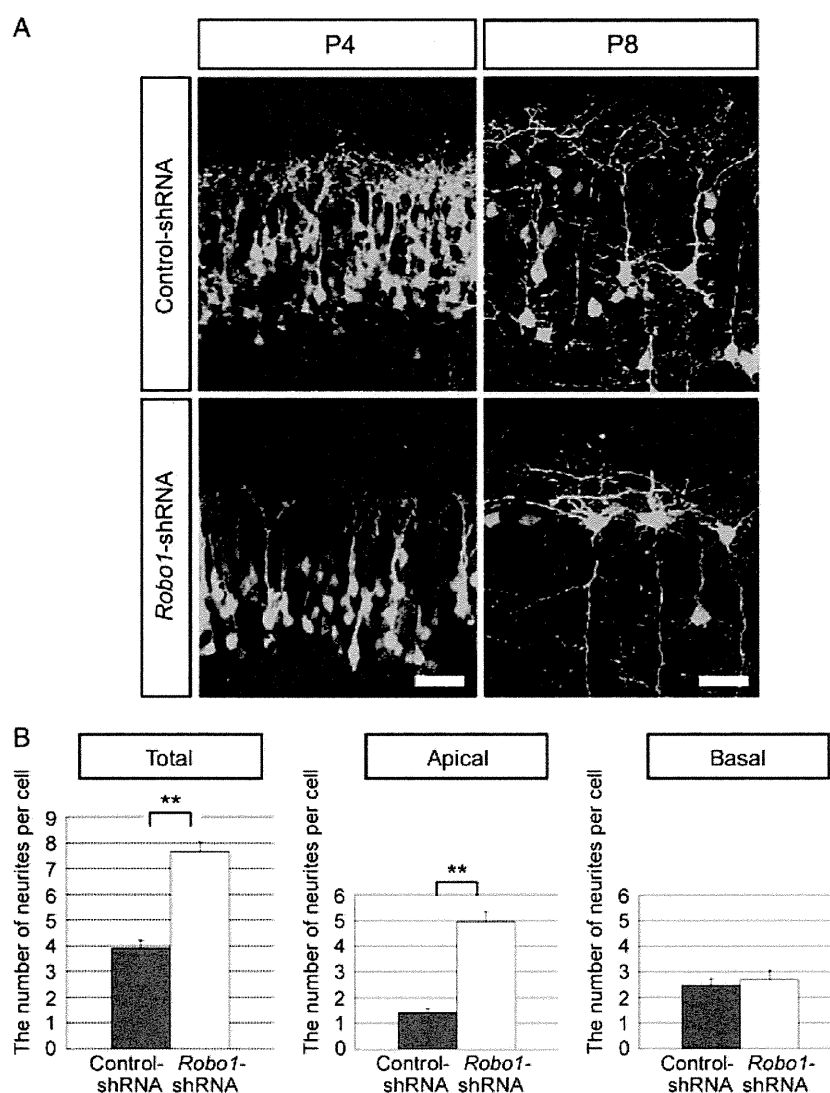 A
P4
P8
Control-shRNA
Robo1-shRNA
B
Total
Apical
Basal
The number of neurites per cell
9
8
7
6
5
4
3
2
1
0
**
Control-
shRNA
Robo1-
shRNA
The number of neurites per cell
6
5
4
3
2
1
0
**
Control-
shRNA
Robo1-
shRNA
The number of neurites per cell
6
5
4
3
2
1
0
Control-
shRNA
Robo1-
shRNA